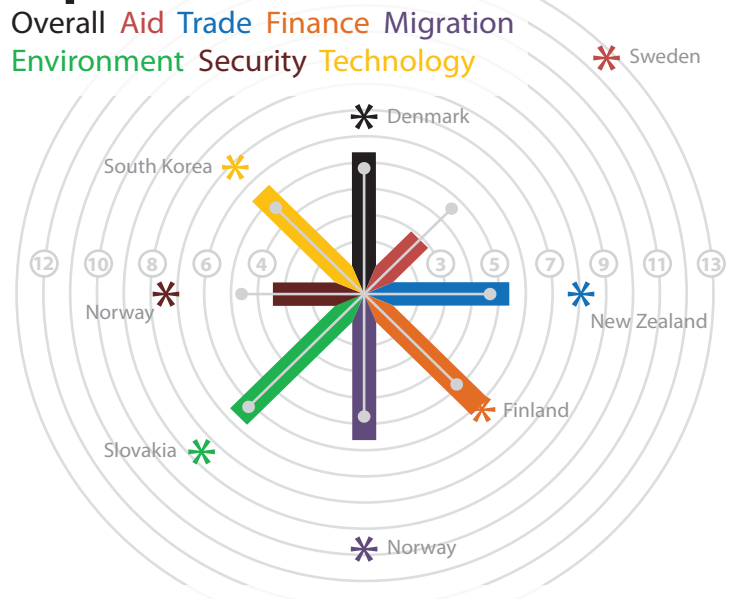 Overall Aid Trade Finance Migration
Environment Security Technology
Sweden
Denmark
South Korea
12 10 8 6 4 3 5 7 9 11 13
Norway
New Zealand
Finland
Slovakia
Norway